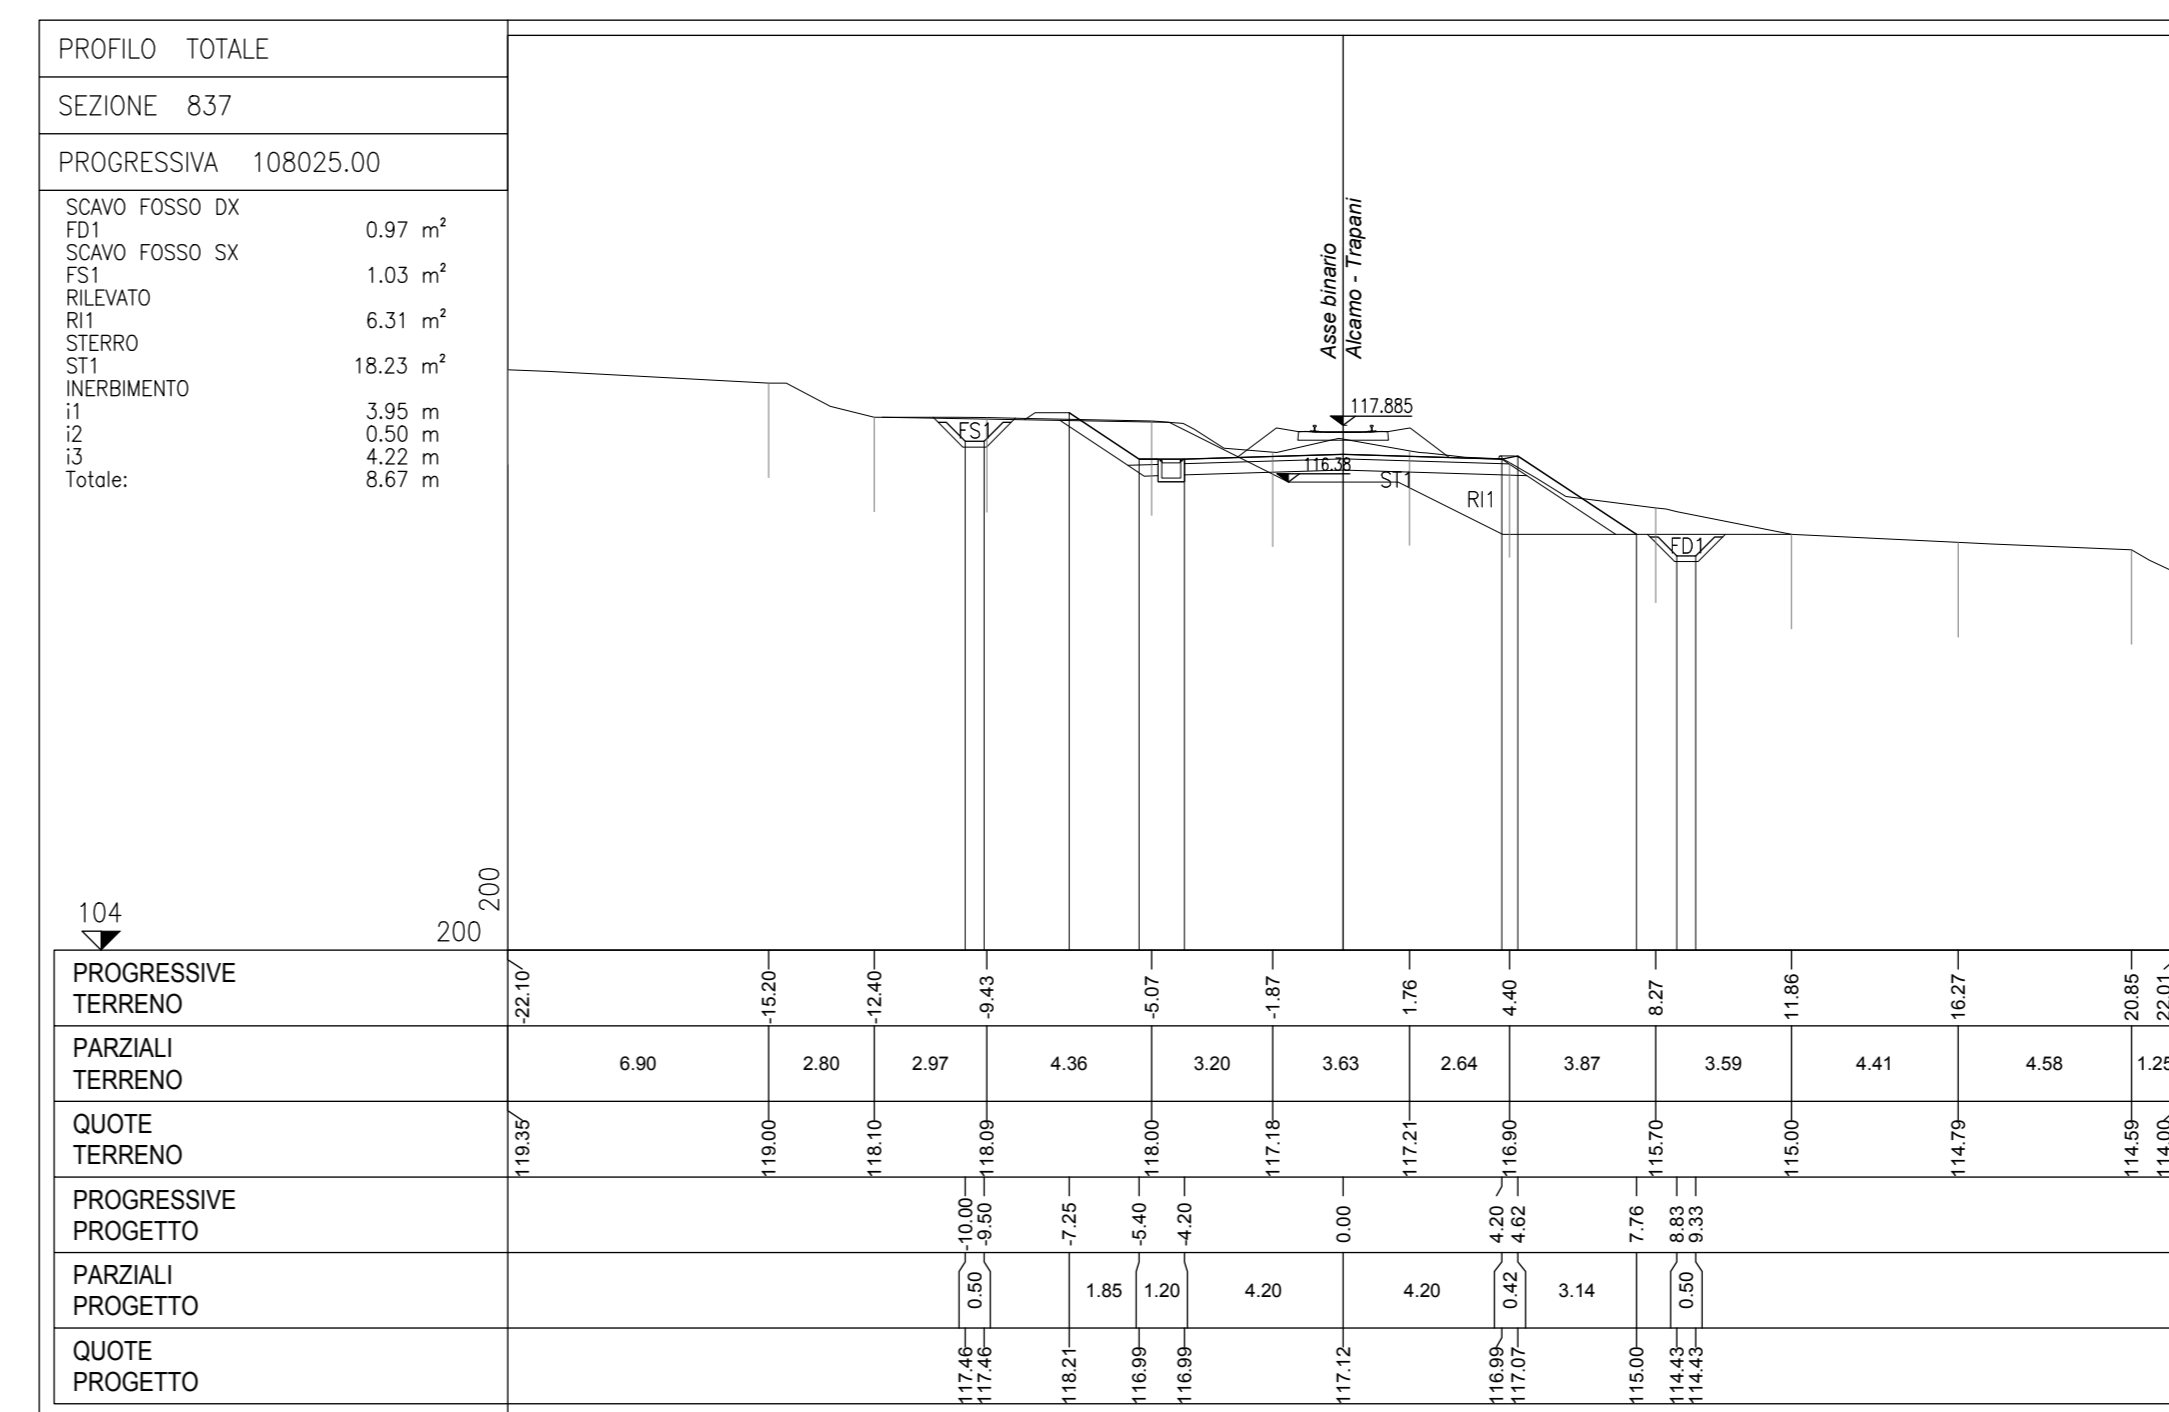 PROFILO TOTALE
SEZIONE 837
PROGRESSIVA 108025.00
SCAVO FOSSO DX
FD1 0.97 m²
SCAVO FOSSO SX
FS1 1.03 m²
RILEVATO
RI1 6.31 m²
STERRO
ST1 18.23 m²
INERBIMENTO
i1 3.95 m
i2 0.50 m
i3 4.22 m
Totale: 8.67 m
Asse binario
Alcamo - Trapani
117.885
FS1
116.38
ST1
RI1
FD1
200
104
200
PROGRESSIVE
TERRENO
-22.10 -15.20 -12.40 -9.43 -5.07 -1.87 1.76 4.40 8.27 11.86 16.27 20.85 22.01
PARZIALI
TERRENO
6.90 2.80 2.97 4.36 3.20 3.63 2.64 3.87 3.59 4.41 4.58 1.25
QUOTE
TERRENO
119.35 119.00 118.10 118.09 118.00 117.18 117.21 116.90 115.70 115.00 114.79 114.59 114.00
PROGRESSIVE
PROGETTO
-10.00 -9.50 -7.25 -5.40 -4.20 0.00 4.20 4.62 7.76 8.83 9.33
PARZIALI
PROGETTO
0.50 1.85 1.20 4.20 4.20 0.42 3.14 0.50
QUOTE
PROGETTO
117.46 117.46 118.21 116.99 116.99 117.12 116.99 117.07 115.00 114.43 114.43